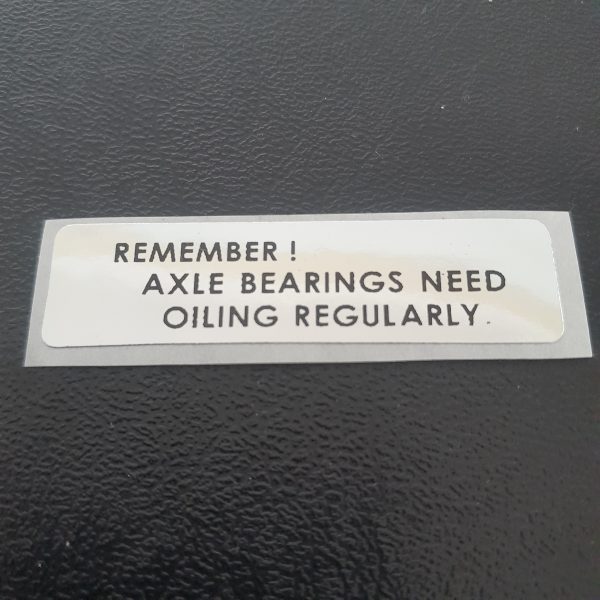 REMEMBER !
AXLE BEARINGS NEED
OILING REGULARLY.